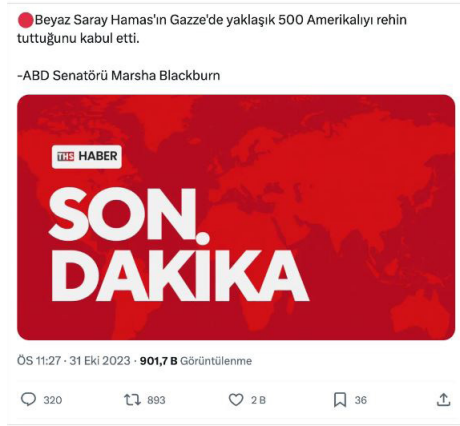 🔴Beyaz Saray Hamas'ın Gazze'de yaklaşık 500 Amerikalıyı rehin
tuttuğunu kabul etti.
-ABD Senatörü Marsha Blackburn
THS HABER
SON.
DAKİKA
ÖS 11:27 · 31 Eki 2023 · 901,7 B Görüntülenme
320 893 2 B 36